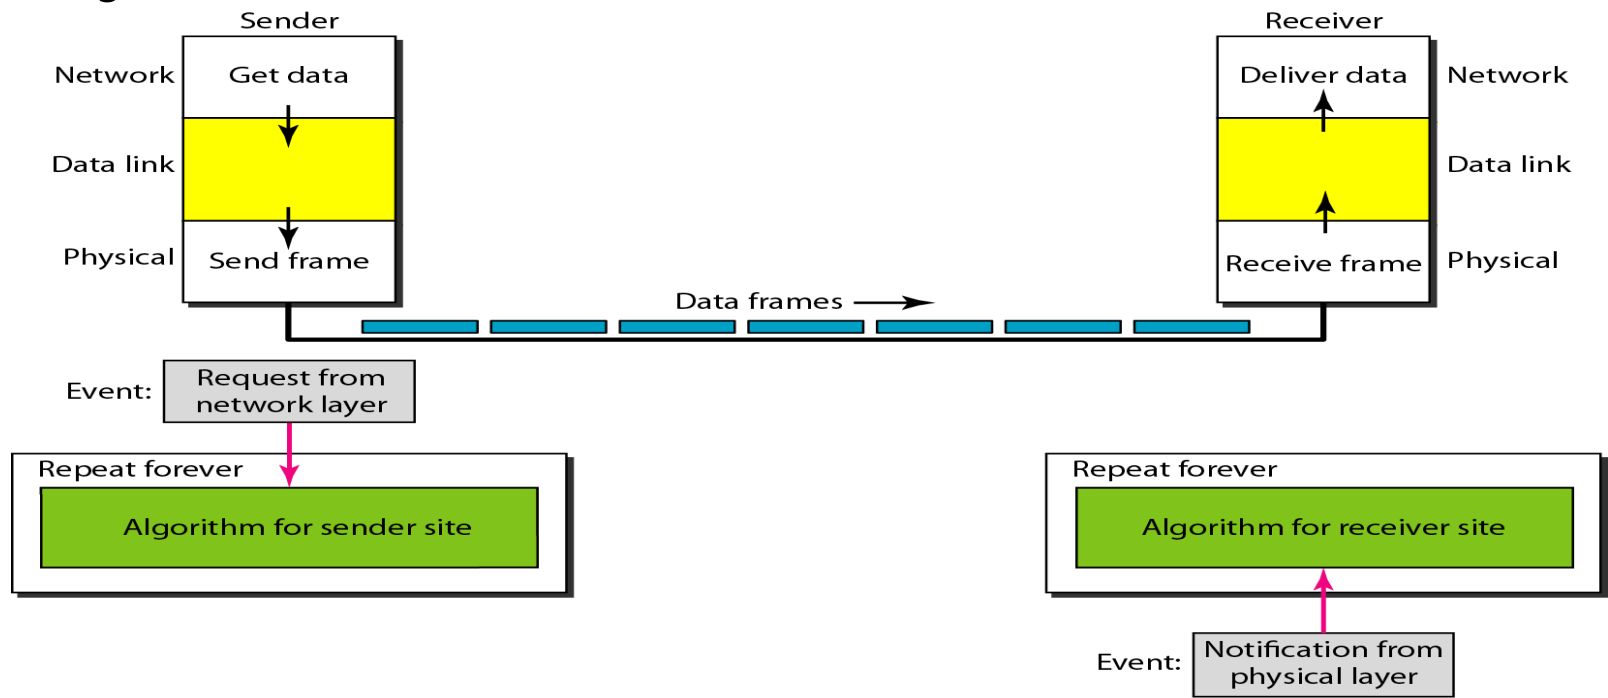 Sender
Receiver
Network
Get data
Deliver data
Network
Data link
Data link
Physical
Send frame
Receive frame
Physical
Data frames
Event:
Request from
network layer
Repeat forever
Algorithm for sender site
Repeat forever
Algorithm for receiver site
Event:
Notification from
physical layer